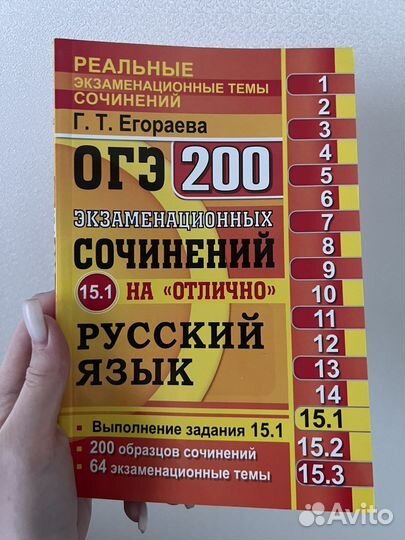 РЕАЛЬНЫЕ
ЭКЗАМЕНАЦИОННЫЕ ТЕМЫ
СОЧИНЕНИЙ
Г. Т. Егораева
ОГЭ 200
ЭКЗАМЕНАЦИОННЫХ
СОЧИНЕНИЙ
15.1 НА «ОТЛИЧНО»
РУССКИЙ
ЯЗЫК
▪ Выполнение задания 15.1
▪ 200 образцов сочинений
▪ 64 экзаменационные темы
1
2
3
4
5
6
7
8
9
10
11
12
13
14
15.1
15.2
15.3
Avito